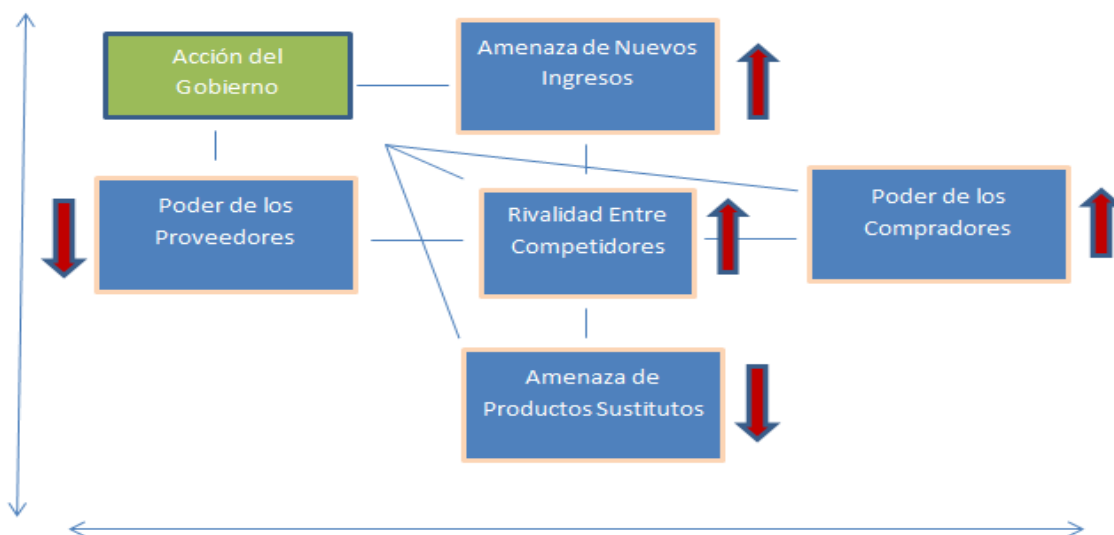 Acción del
Gobierno
Amenaza de Nuevos
Ingresos
Poder de los
Proveedores
Rivalidad Entre
Competidores
Poder de los
Compradores
Amenaza de
Productos Sustitutos